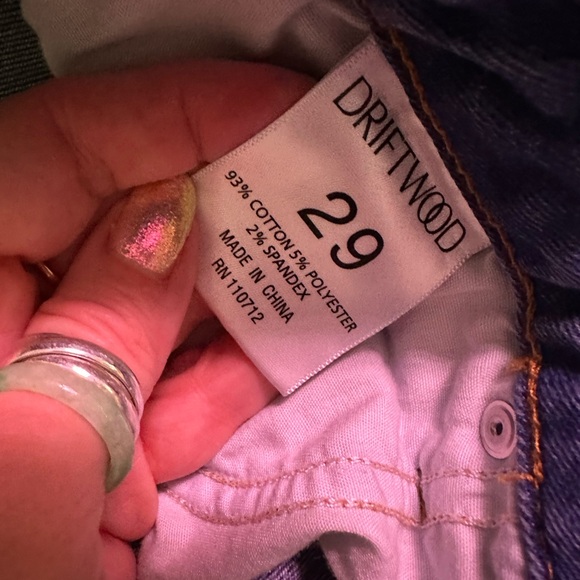 DRIFTWOOD
29
93% COTTON 5% POLYESTER
2% SPANDEX
MADE IN CHINA
RN 110712